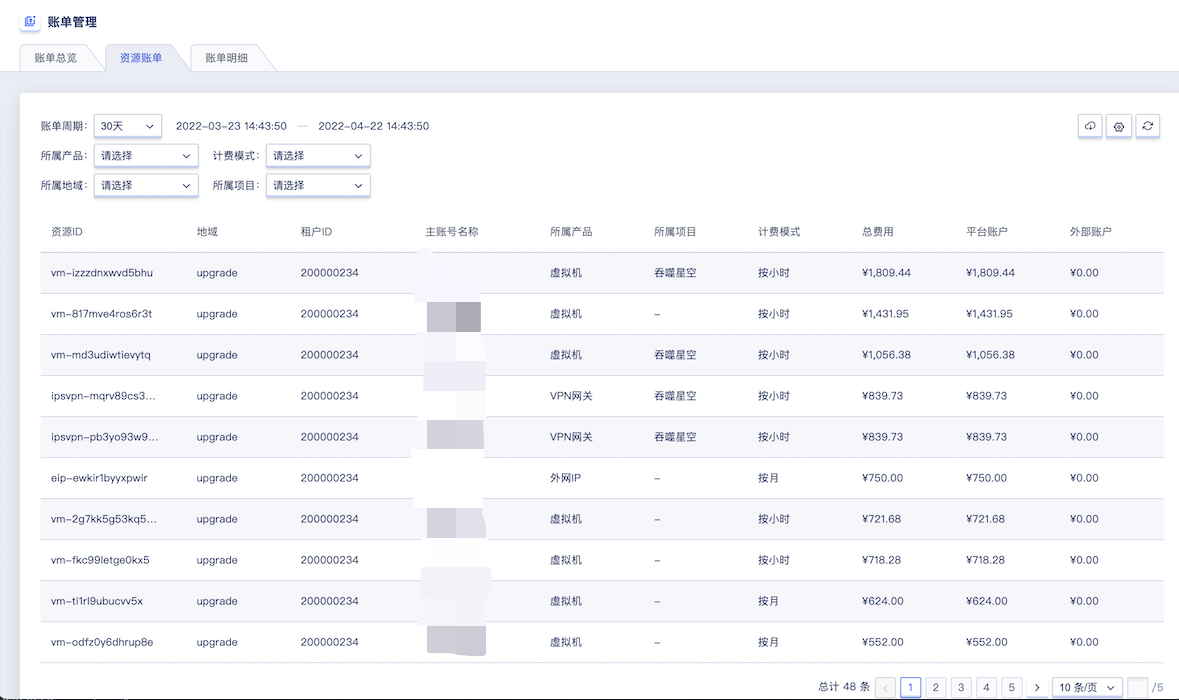 账单管理
账单总览 资源账单 账单明细
账单周期: 30天 2022-03-23 14:43:50 — 2022-04-22 14:43:50
所属产品: 请选择 计费模式: 请选择
所属地域: 请选择 所属项目: 请选择
资源ID 地域 租户ID 主账号名称 所属产品 所属项目 计费模式 总费用 平台账户 外部账户
vm-izzzdnxwvd5bhu upgrade 200000234 虚拟机 吞噬星空 按小时 ¥1,809.44 ¥1,809.44 ¥0.00
vm-817mve4ros6r3t upgrade 200000234 虚拟机 - 按小时 ¥1,431.95 ¥1,431.95 ¥0.00
vm-md3udiwtievytq upgrade 200000234 虚拟机 吞噬星空 按小时 ¥1,056.38 ¥1,056.38 ¥0.00
ipsvpn-mqrv89cs3... upgrade 200000234 VPN网关 吞噬星空 按小时 ¥839.73 ¥839.73 ¥0.00
ipsvpn-pb3yo93w9... upgrade 200000234 VPN网关 吞噬星空 按小时 ¥839.73 ¥839.73 ¥0.00
eip-ewkir1byyxpwir upgrade 200000234 外网IP - 按月 ¥750.00 ¥750.00 ¥0.00
vm-2g7kk5g53kq5... upgrade 200000234 虚拟机 - 按小时 ¥721.68 ¥721.68 ¥0.00
vm-fkc99letge0kx5 upgrade 200000234 虚拟机 - 按小时 ¥718.28 ¥718.28 ¥0.00
vm-ti1rl9ubucvv5x upgrade 200000234 虚拟机 - 按月 ¥624.00 ¥624.00 ¥0.00
vm-odfz0y6dhrup8e upgrade 200000234 虚拟机 - 按月 ¥552.00 ¥552.00 ¥0.00
总计 48 条 < 1 2 3 4 5 > 10 条/页 /5